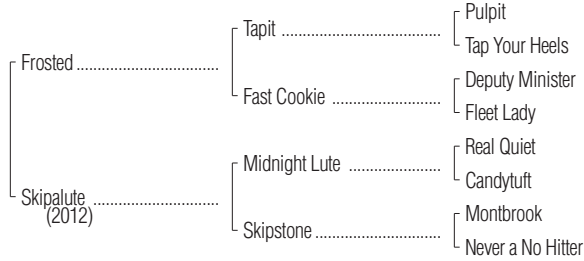 Pulpit
Tapit ........................................
Tap Your Heels
Frosted ....................................
Deputy Minister
Fast Cookie ...........................
Fleet Lady
Real Quiet
Midnight Lute .......................
Candytuft
Skipalute ................................
(2012)
Montbrook
Skipstone ................................
Never a No Hitter